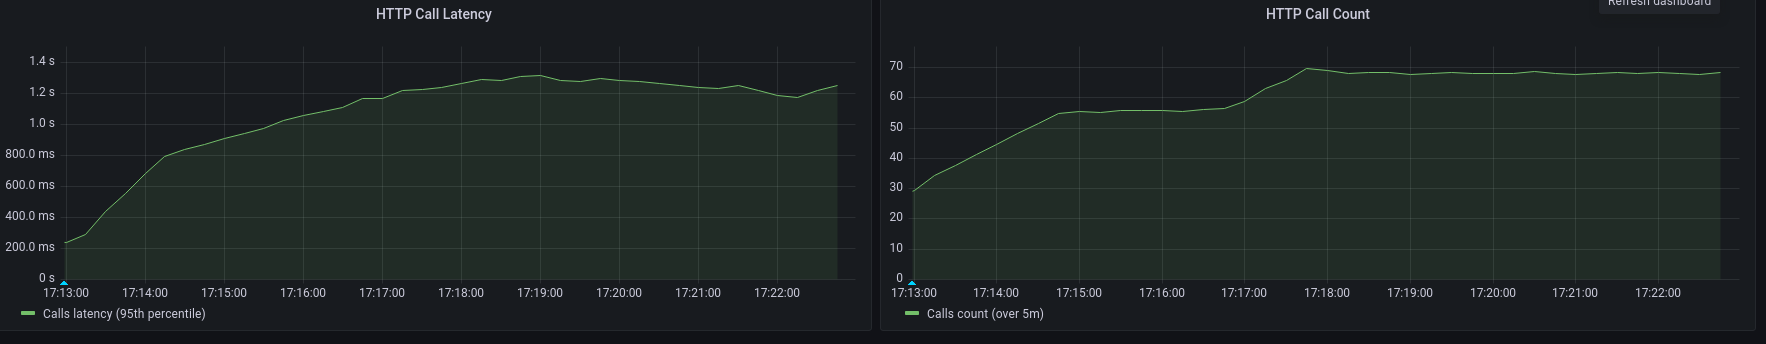 HTTP Call Latency
1.4 s
1.2 s
1.0 s
800.0 ms
600.0 ms
400.0 ms
200.0 ms
0 s
17:13:00 17:14:00 17:15:00 17:16:00 17:17:00 17:18:00 17:19:00 17:20:00 17:21:00 17:22:00
Calls latency (95th percentile)
Refresh dashboard
HTTP Call Count
70
60
50
40
30
20
10
0
17:13:00 17:14:00 17:15:00 17:16:00 17:17:00 17:18:00 17:19:00 17:20:00 17:21:00 17:22:00
Calls count (over 5m)